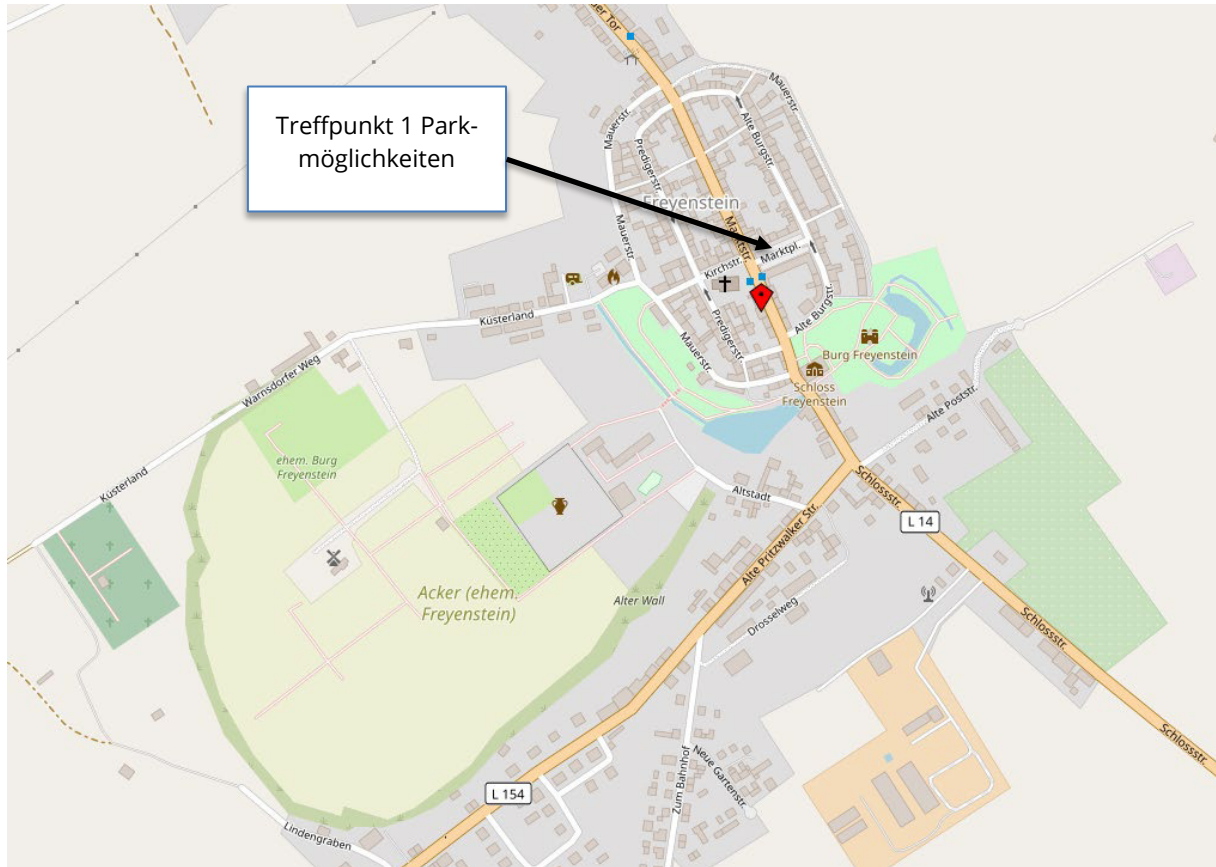 er Tor
Treffpunkt 1 Park-
möglichkeiten
Mauerstr.
Mauerstr.
Alte Burgstr.
Predigerstr.
Freyenstein
Mauerstr.
Marktstr.
Marktpl.
Kirchstr.
Küsterland
Predigerstr.
Alte Burgstr.
Mauerstr.
Burg Freyenstein
Schloss
Freyenstein
Warnsdorfer Weg
Alte Poststr.
ehem. Burg
Freyenstein
Küsterland
Altstadt
Schlossstr.
L 14
Alte Pritzwalker Str.
Acker (ehem.
Freyenstein)
Alter Wall
Drosselweg
Schlossstr.
Schlossstr.
Zum Bahnhof
Neue Gartenstr.
L 154
Lindengraben